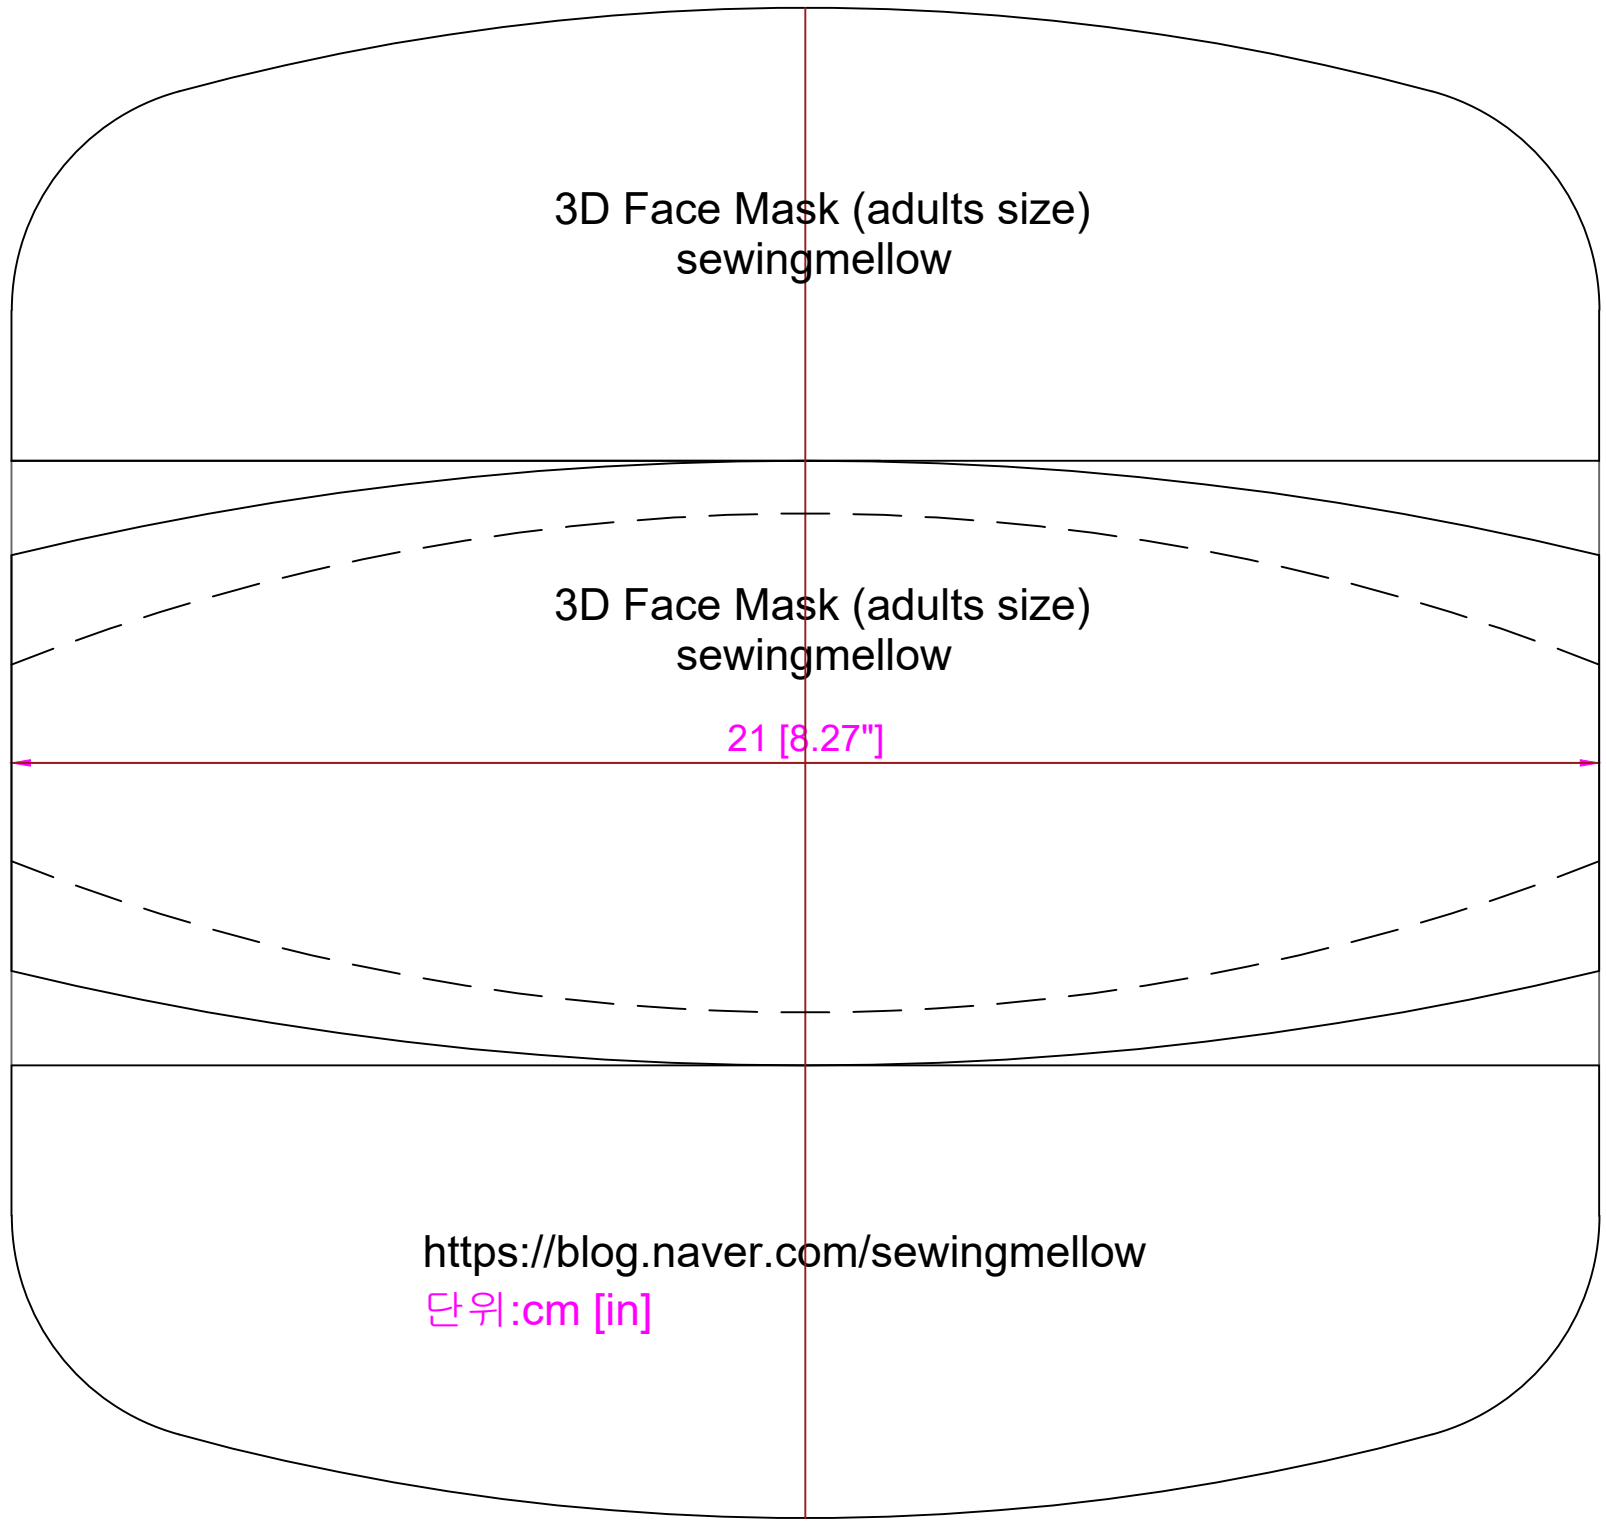 3D Face Mask (adults size)
sewingmellow
3D Face Mask (adults size)
sewingmellow
21 [8.27"]
https://blog.naver.com/sewingmellow
단위:cm [in]